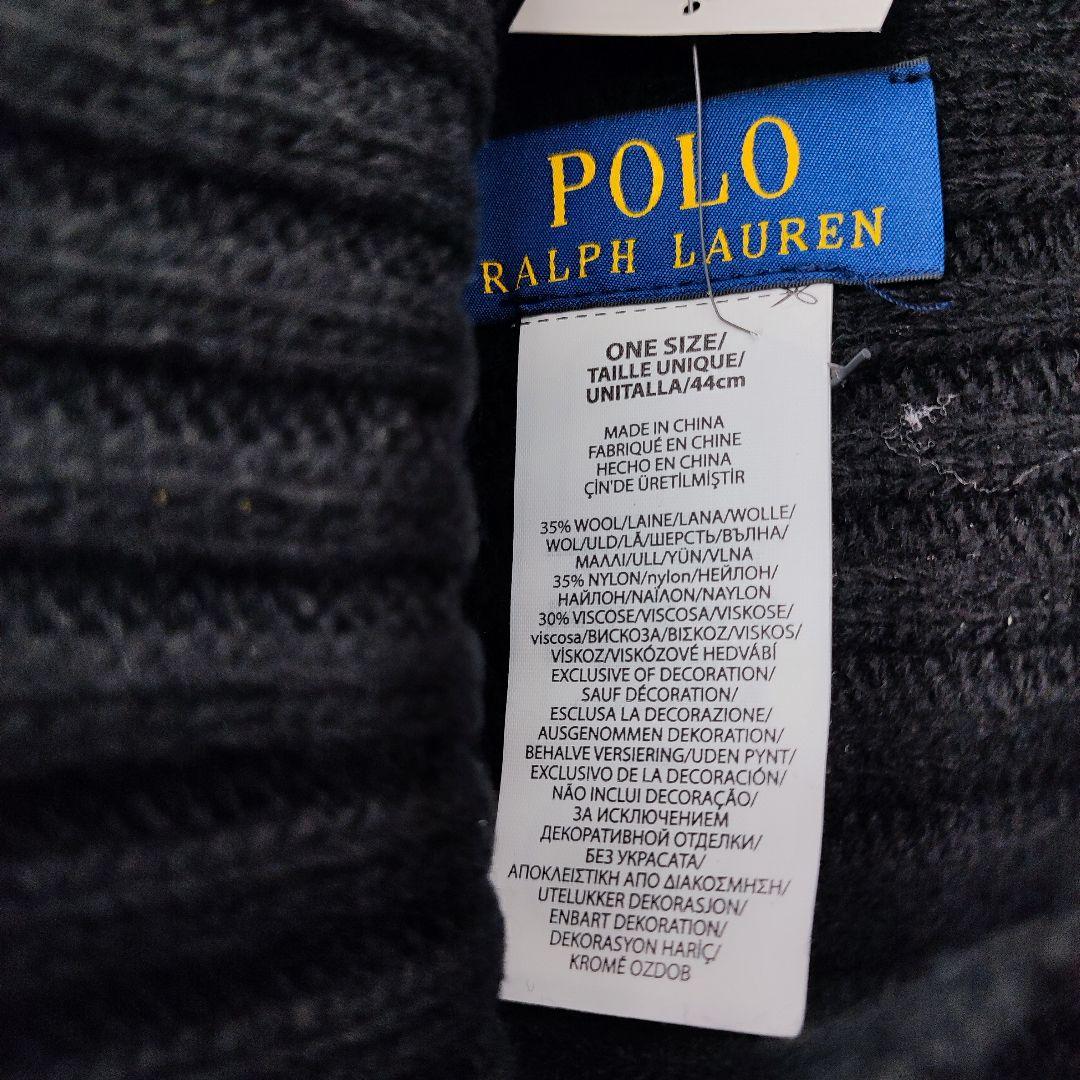 POLO
RALPH LAUREN
ONE SIZE/
TAILLE UNIQUE/
UNITALLA/44cm
MADE IN CHINA
FABRIQUÉ EN CHINE
HECHO EN CHINA
ÇİN'DE ÜRETİLMİŞTİR
35% WOOL/LAINE/LANA/WOLLE/
WOL/ULD/LÃ/ШЕРСТЬ/ВЪЛНА/
ΜΑΛΛΙ/ULL/YÜN/VLNA
35% NYLON/nylon/НЕЙЛОН/
НАЙЛОН/ΝΑΪΛΟΝ/NAYLON
30% VISCOSE/VISCOSA/VISKOSE/
viscosa/ВИСКОЗА/ΒΙΣΚΟΖ/VISKOS/
VİSKOZ/VISKÓZOVÉ HEDVÁBÍ
EXCLUSIVE OF DECORATION/
SAUF DÉCORATION/
ESCLUSA LA DECORAZIONE/
AUSGENOMMEN DEKORATION/
BEHALVE VERSIERING/UDEN PYNT/
EXCLUSIVO DE LA DECORACIÓN/
NÃO INCLUI DECORAÇÃO/
ЗА ИСКЛЮЧЕНИЕМ
ДЕКОРАТИВНОЙ ОТДЕЛКИ/
БЕЗ УКРАСАТА/
ΑΠΟΚΛΕΙΣΤΙΚΗ ΑΠΟ ΔΙΑΚΟΣΜΗΣΗ/
UTELUKKER DEKORASJON/
ENBART DEKORATION/
DEKORASYON HARİÇ/
KROMĚ OZDOB